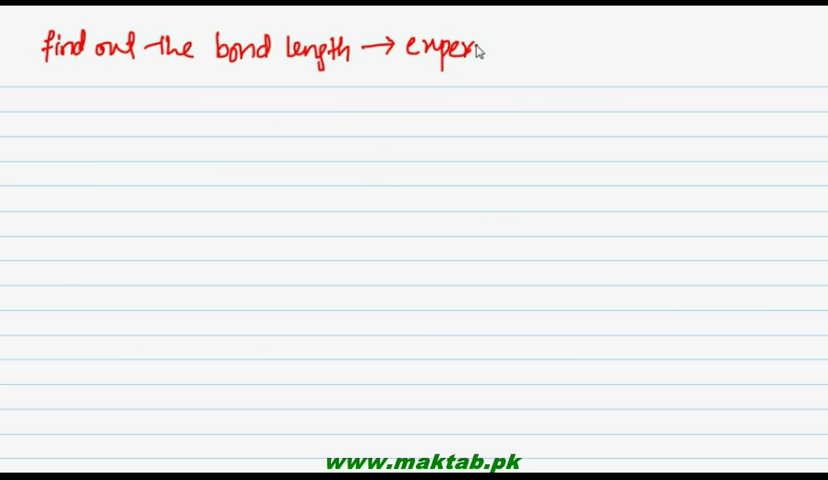 find out the bond length → exper
www.maktab.pk